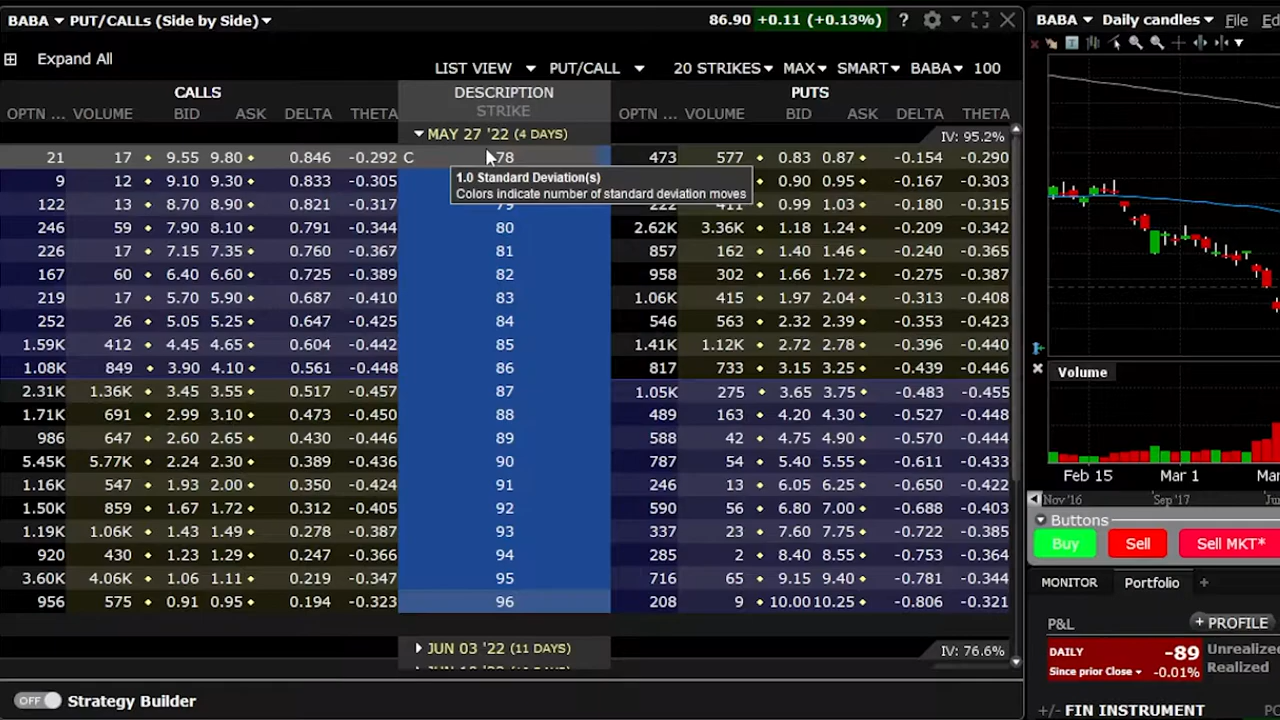 BABA PUT/CALLs (Side by Side) 86.90 +0.11 (+0.13%) ?
Expand All
LIST VIEW PUT/CALL 20 STRIKES MAX SMART BABA 100
CALLS DESCRIPTION PUTS
OPTN ... VOLUME BID ASK DELTA THETA STRIKE OPTN ... VOLUME BID ASK DELTA THETA
MAY 27 '22 (4 DAYS) IV: 95.2%
21 17 9.55 9.80 0.846 -0.292 C 78 473 577 0.83 0.87 -0.154 -0.290
1.0 Standard Deviation(s)
Colors indicate number of standard deviation moves
9 12 9.10 9.30 0.833 -0.305 0.90 0.95 -0.167 -0.303
122 13 8.70 8.90 0.821 -0.317 79 222 411 0.99 1.03 -0.180 -0.315
246 59 7.90 8.10 0.791 -0.344 80 2.62K 3.36K 1.18 1.24 -0.209 -0.342
226 17 7.15 7.35 0.760 -0.367 81 857 162 1.40 1.46 -0.240 -0.365
167 60 6.40 6.60 0.725 -0.389 82 958 302 1.66 1.72 -0.275 -0.387
219 17 5.70 5.90 0.687 -0.410 83 1.06K 415 1.97 2.04 -0.313 -0.408
252 26 5.05 5.25 0.647 -0.425 84 546 563 2.32 2.39 -0.353 -0.423
1.59K 412 4.45 4.65 0.604 -0.442 85 1.41K 1.12K 2.72 2.78 -0.396 -0.440
1.08K 849 3.90 4.10 0.561 -0.448 86 817 733 3.15 3.25 -0.439 -0.446
2.31K 1.36K 3.45 3.55 0.517 -0.457 87 1.05K 275 3.65 3.75 -0.483 -0.455
1.71K 691 2.99 3.10 0.473 -0.450 88 489 163 4.20 4.30 -0.527 -0.448
986 647 2.60 2.65 0.430 -0.446 89 588 42 4.75 4.90 -0.570 -0.444
5.45K 5.77K 2.24 2.30 0.389 -0.436 90 787 54 5.40 5.55 -0.611 -0.433
1.16K 547 1.93 2.00 0.350 -0.424 91 246 13 6.05 6.25 -0.650 -0.422
1.50K 859 1.67 1.72 0.312 -0.405 92 590 56 6.80 7.00 -0.688 -0.403
1.19K 1.06K 1.43 1.49 0.278 -0.387 93 337 23 7.60 7.75 -0.722 -0.385
920 430 1.23 1.29 0.247 -0.366 94 285 2 8.40 8.55 -0.753 -0.364
3.60K 4.06K 1.06 1.11 0.219 -0.347 95 716 65 9.15 9.40 -0.781 -0.344
956 575 0.91 0.95 0.194 -0.323 96 208 9 10.00 10.25 -0.806 -0.321
JUN 03 '22 (11 DAYS) IV: 76.6%
OFF Strategy Builder
BABA Daily candles File Ed
Volume
Feb 15 Mar 1 Mar
Nov '16 Sep '17
Buttons
Buy Sell Sell MKT*
MONITOR Portfolio +
P&L + PROFILE
DAILY -89 Unrealize
Since prior Close -0.01% Realized
+/- FIN INSTRUMENT